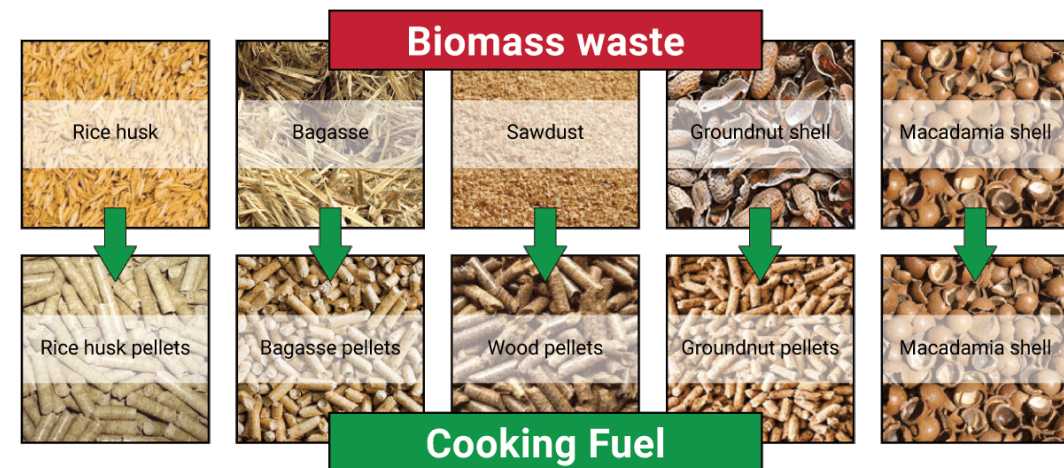 Biomass waste
Rice husk
Bagasse
Sawdust
Groundnut shell
Macadamia shell
Rice husk pellets
Bagasse pellets
Wood pellets
Groundnut pellets
Macadamia shell
Cooking Fuel